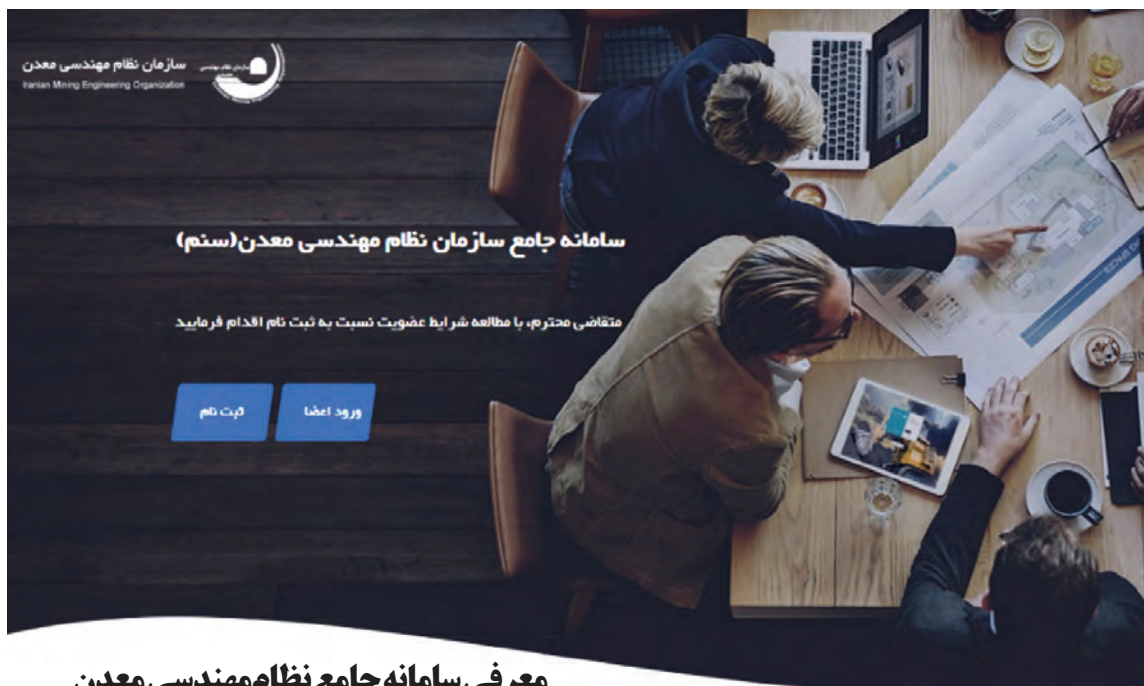 سازمان نظام مهندسی معدن
Iranian Mining Engineering Organization
سامانه جامع سازمان نظام مهندسی معدن(سنم)
متقاضی محترم، با مطالعه شرایط عضویت نسبت به ثبت نام اقدام فرمایید
ورود اعضا
ثبت نام
معرفی سامانه جامع نظام مهندسی معدن